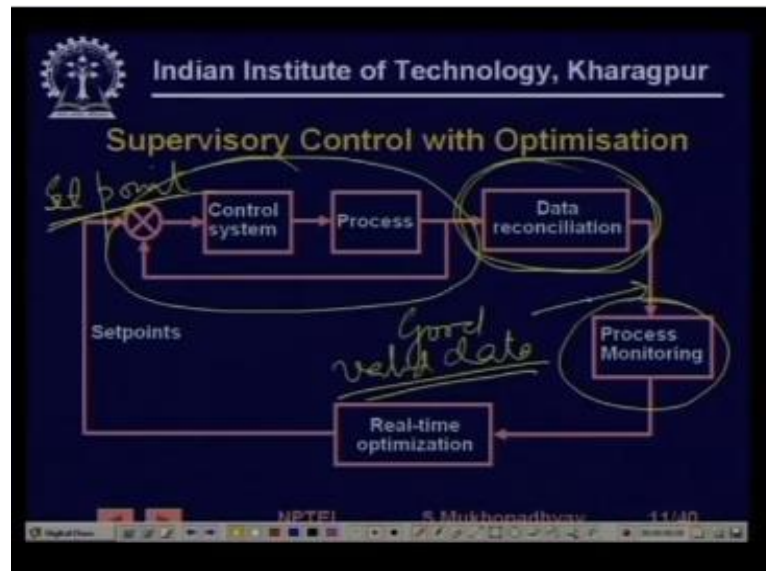 Indian Institute of Technology, Kharagpur
Supervisory Control with Optimisation
Set point
Control system
Process
Data reconciliation
Setpoints
Good valid data
Process Monitoring
Real-time optimization
NPTEL S.Mukhopadhyay 11/40